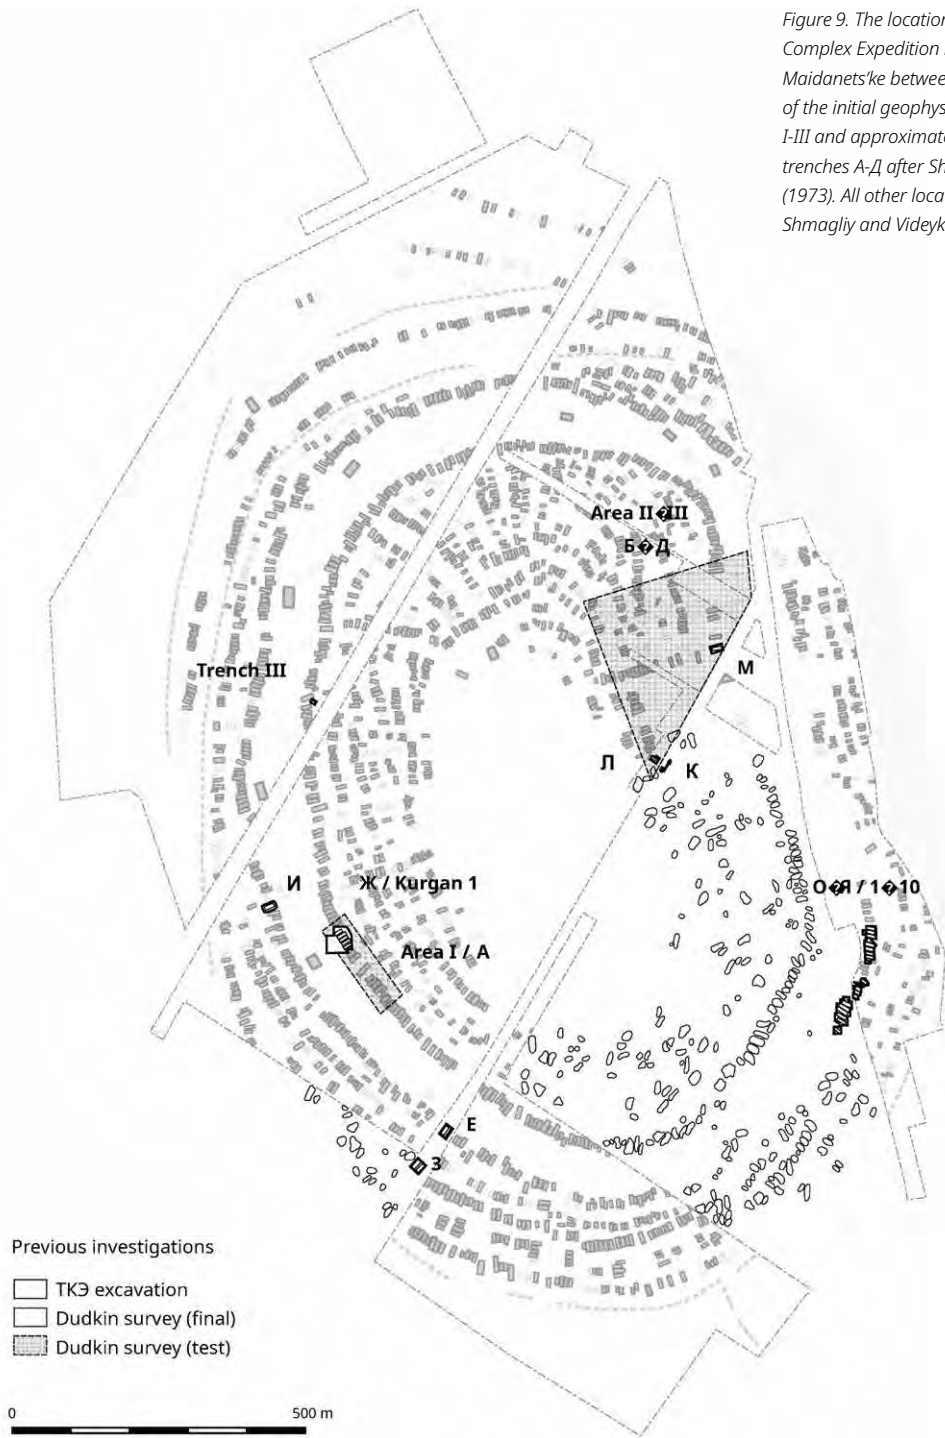 Figure 9. The location
Complex Expedition
Maidanets'ke between
of the initial geophys
I-III and approximat
trenches А-Д after Sh
(1973). All other loca
Shmagliy and Videyk
Area II�III
Б�Д
Trench III
М
Л
К
И
Ж / Kurgan 1
О�Я / 1�10
Area I / А
Е
З
Previous investigations
ТКЭ excavation
Dudkin survey (final)
Dudkin survey (test)
0 500 m